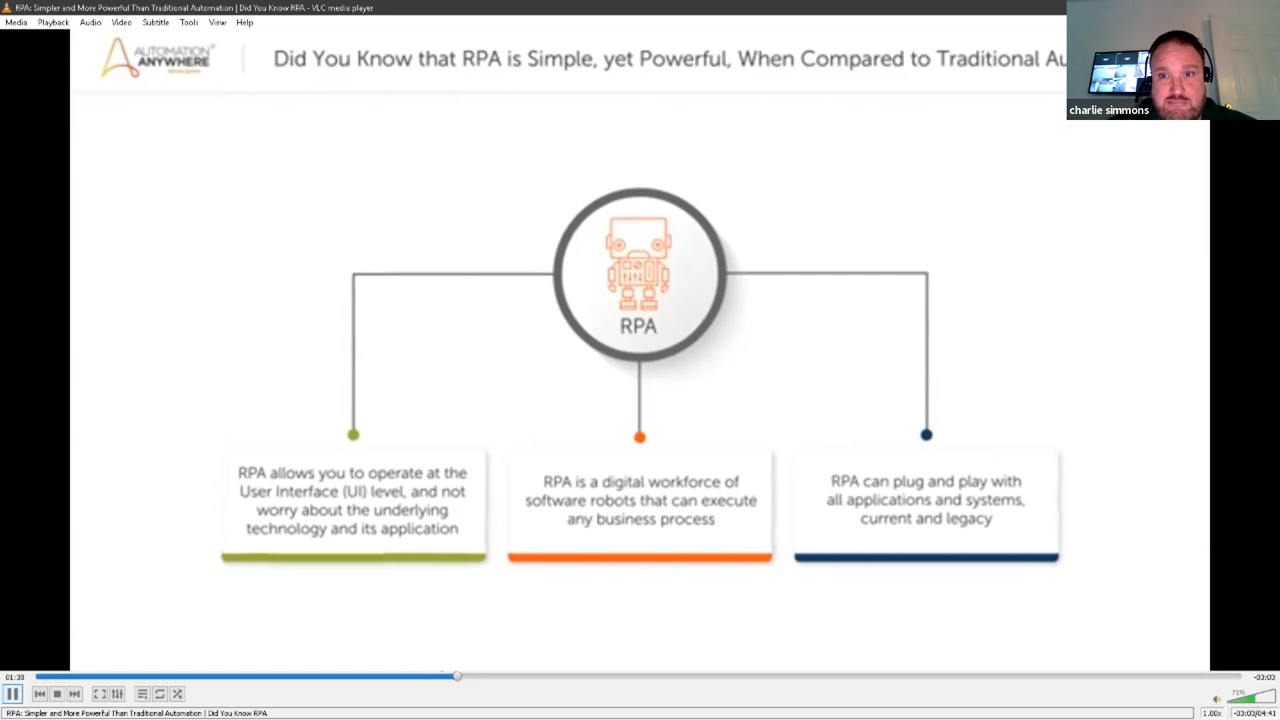 RPA: Simpler and More Powerful Than Traditional Automation | Did You Know RPA - VLC media player
Media Playback Audio Video Subtitle Tools View Help
AUTOMATION
ANYWHERE
Did You Know that RPA is Simple, yet Powerful, When Compared to Traditional Au
charlie simmons
RPA
RPA allows you to operate at the
User Interface (UI) level, and not
worry about the underlying
technology and its application
RPA is a digital workforce of
software robots that can execute
any business process
RPA can plug and play with
all applications and systems,
current and legacy
01:38
-03:03
71%
RPA: Simpler and More Powerful Than Traditional Automation | Did You Know RPA
1.00x
-03:03/04:41